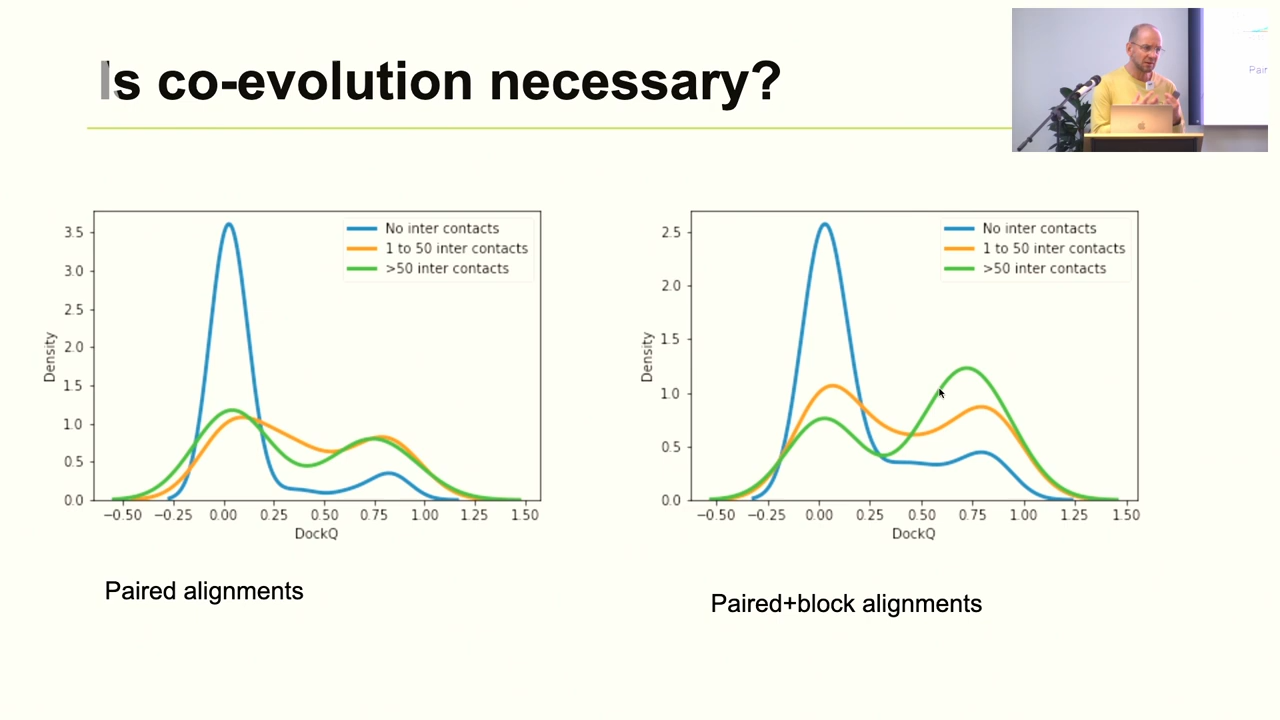 Is co-evolution necessary?
Pair
3.5
3.0
2.5
2.0
1.5
1.0
0.5
0.0
Density
No inter contacts
1 to 50 inter contacts
>50 inter contacts
−0.50 −0.25 0.00 0.25 0.50 0.75 1.00 1.25 1.50
DockQ
Paired alignments
2.5
2.0
1.5
1.0
0.5
0.0
Density
No inter contacts
1 to 50 inter contacts
>50 inter contacts
−0.50 −0.25 0.00 0.25 0.50 0.75 1.00 1.25 1.50
DockQ
Paired+block alignments